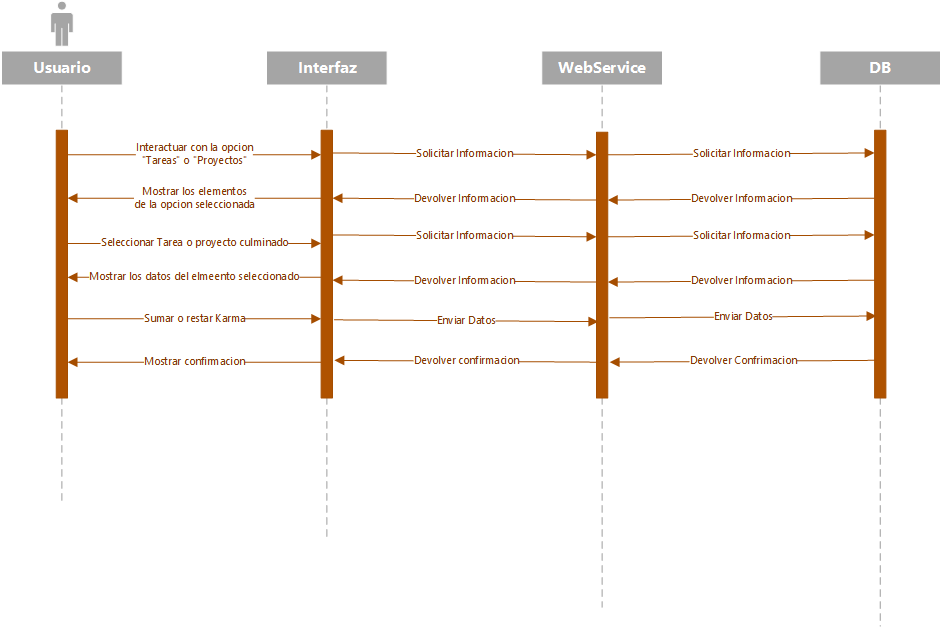 Usuario
Interfaz
WebService
DB
Interactuar con la opcion
"Tareas" o "Proyectos"
Solicitar Informacion
Solicitar Informacion
Mostrar los elementos
de la opcion seleccionada
Devolver Informacion
Devolver Informacion
Seleccionar Tarea o proyecto culminado
Solicitar Informacion
Solicitar Informacion
Mostrar los datos del elmeento seleccionado
Devolver Informacion
Devolver Informacion
Sumar o restar Karma
Enviar Datos
Enviar Datos
Mostrar confirmacion
Devolver confirmacion
Devolver Confrimacion